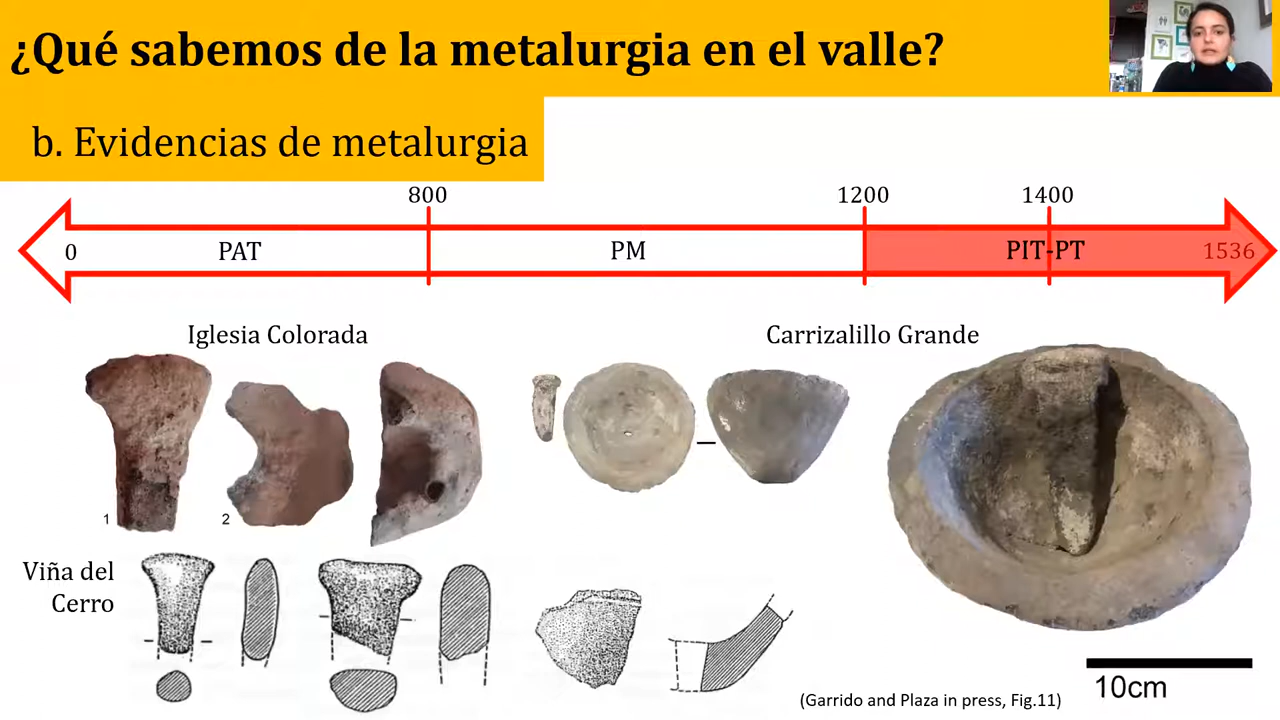 ¿Qué sabemos de la metalurgia en el valle?
b. Evidencias de metalurgia
800
1200
1400
0
PAT
PM
PIT-PT
1536
Iglesia Colorada
Carrizalillo Grande
1
2
Viña del
Cerro
10cm
(Garrido and Plaza in press, Fig.11)